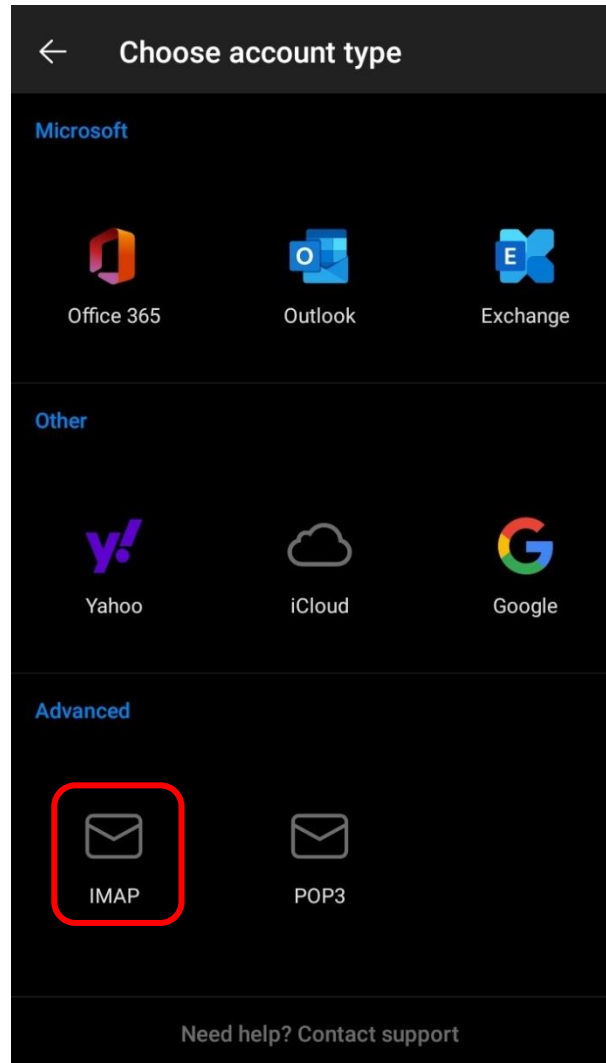 Choose account type
Microsoft
O
E
Office 365 Outlook Exchange
Other
y!
G
Yahoo iCloud Google
Advanced
IMAP POP3
Need help? Contact support